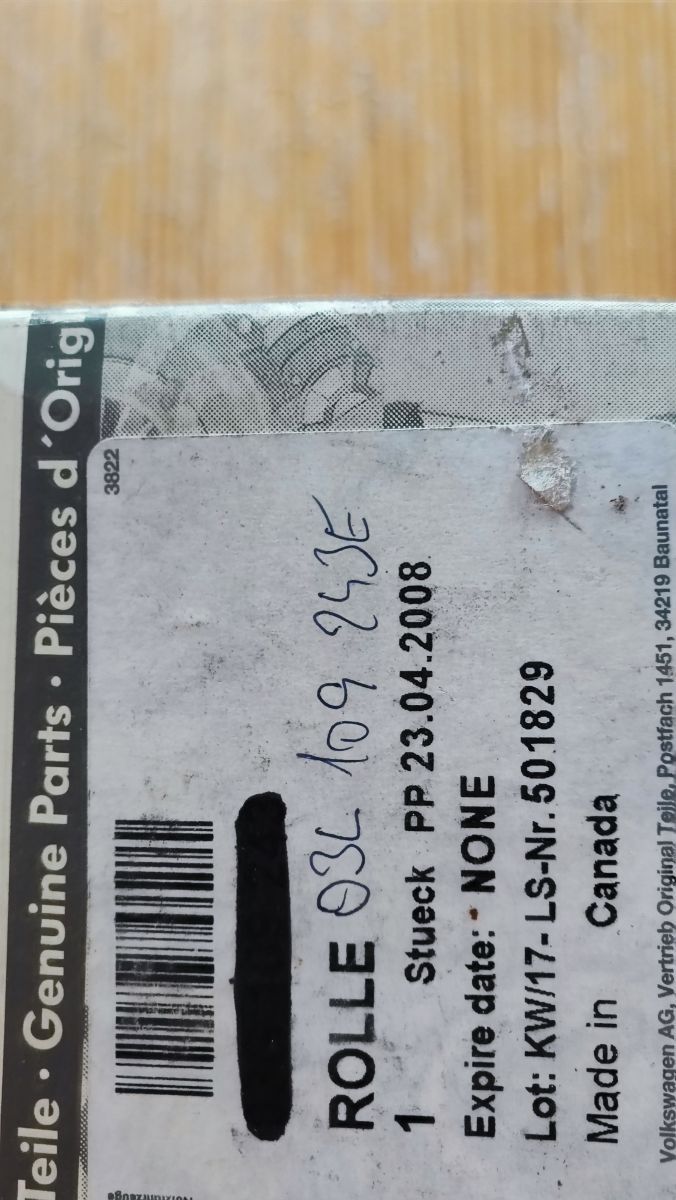 Teile • Genuine Parts • Pièces d´Orig
3822
ROLLE 03L 109 243E
1 Stueck PP 23.04.2008
Expire date: NONE
Lot: KW/17- LS-Nr. 501829
Made in Canada
Volkswagen AG, Vertrieb Original Teile, Postfach 1451, 34219 Baunatal